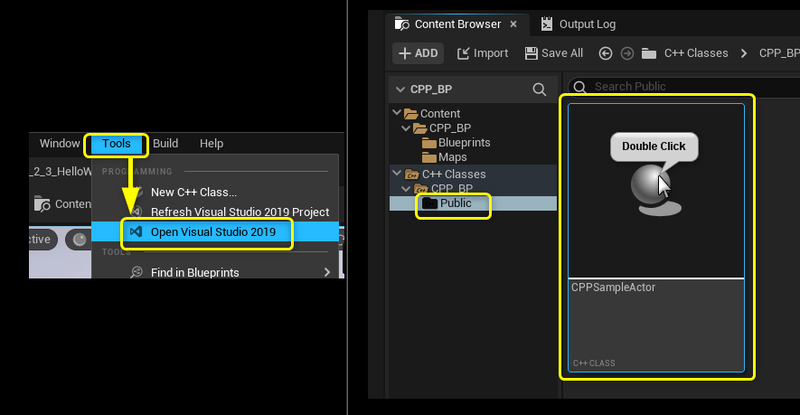 Window Tools Build Help
_2_3_HelloW
PROGRAMMING
New C++ Class...
Conten
Refresh Visual Studio 2019 Project
ctive
Open Visual Studio 2019
TOOLS
Find in Blueprints
Content Browser
Output Log
ADD Import Save All C++ Classes CPP_BP
CPP_BP
Search Public
Content
CPP_BP
Blueprints
Maps
C++ Classes
CPP_BP
Public
Double Click
CPPSampleActor
C++ CLASS